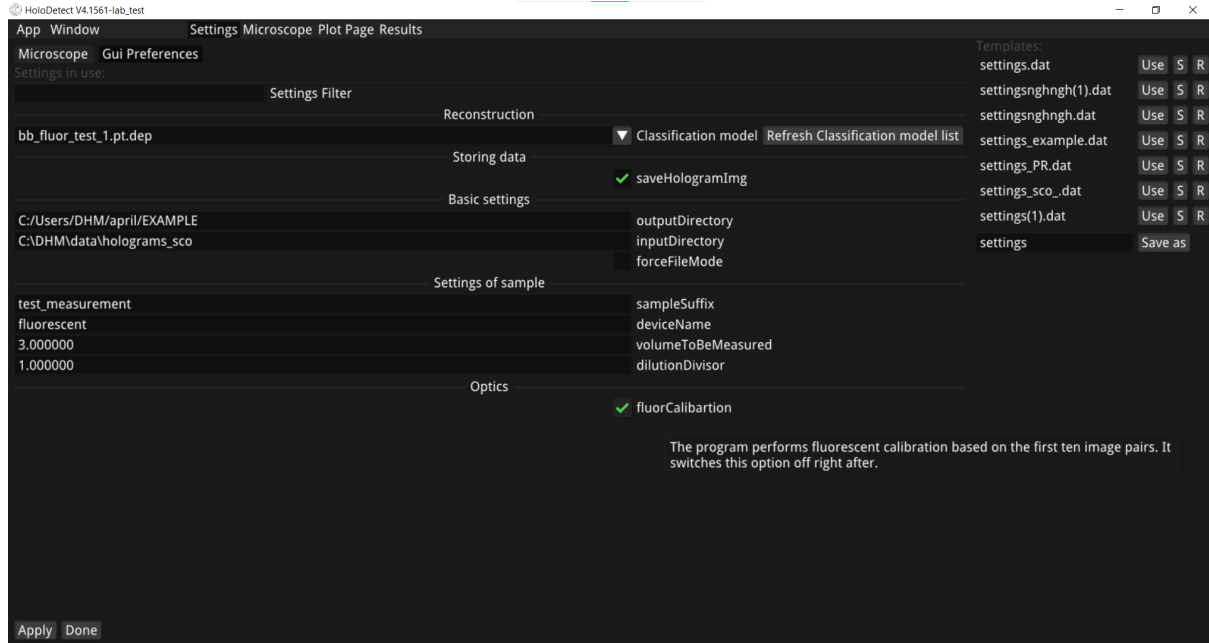 HoloDetect V4.1561-lab_test
App Window Settings Microscope Plot Page Results
Microscope Gui Preferences
Settings in use:
Settings Filter
Reconstruction
bb_fluor_test_1.pt.dep Classification model Refresh Classification model list
Storing data
saveHologramImg
Basic settings
C:/Users/DHM/april/EXAMPLE outputDirectory
C:\DHM\data\holograms_sco inputDirectory
forceFileMode
Settings of sample
test_measurement sampleSuffix
fluorescent deviceName
3.000000 volumeToBeMeasured
1.000000 dilutionDivisor
Optics
fluorCalibartion
The program performs fluorescent calibration based on the first ten image pairs. It
switches this option off right after.
Apply Done
Templates:
settings.dat Use S R
settingsnghngh(1).dat Use S R
settingsnghngh.dat Use S R
settings_example.dat Use S R
settings_PR.dat Use S R
settings_sco_.dat Use S R
settings(1).dat Use S R
settings Save as